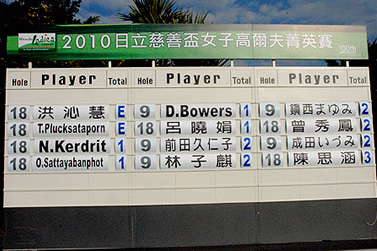 2010日立慈善盃女子高爾夫菁英賽 100th
Hole Player Total Hole Player Total Hole Player Total
18 洪沁慧 E 9 D.Bowers 1 9 鎮西まゆみ 2
18 T.Plucksataporn E 18 呂曉娟 1 18 曾秀鳳 2
18 N.Kerdrit 1 9 前田久仁子 2 9 成田いづみ 2
18 O.Sattayabanphot 1 9 林子麒 2 18 陳思涵 3